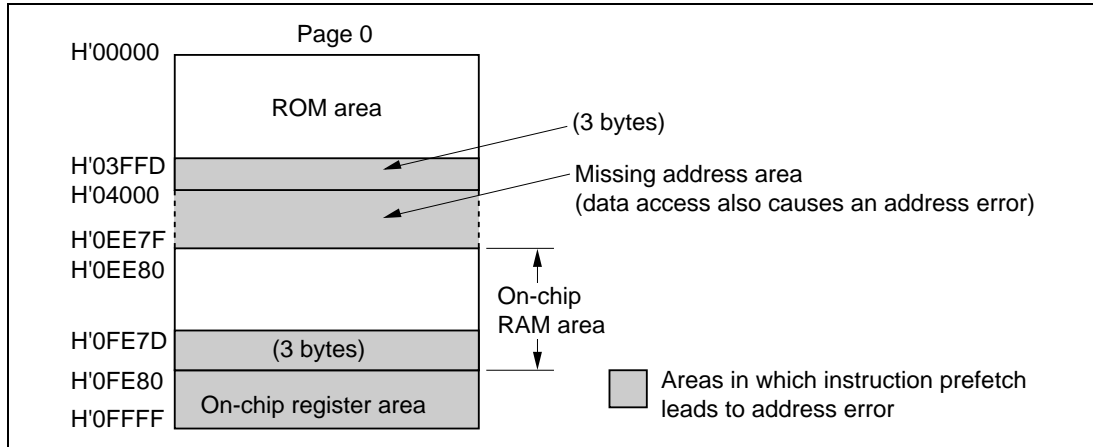 Page 0
H'00000
ROM area
(3 bytes)
H'03FFD
H'04000
Missing address area
(data access also causes an address error)
H'0EE7F
H'0EE80
On-chip
RAM area
H'0FE7D
(3 bytes)
H'0FE80
On-chip register area
H'0FFFF
Areas in which instruction prefetch
leads to address error